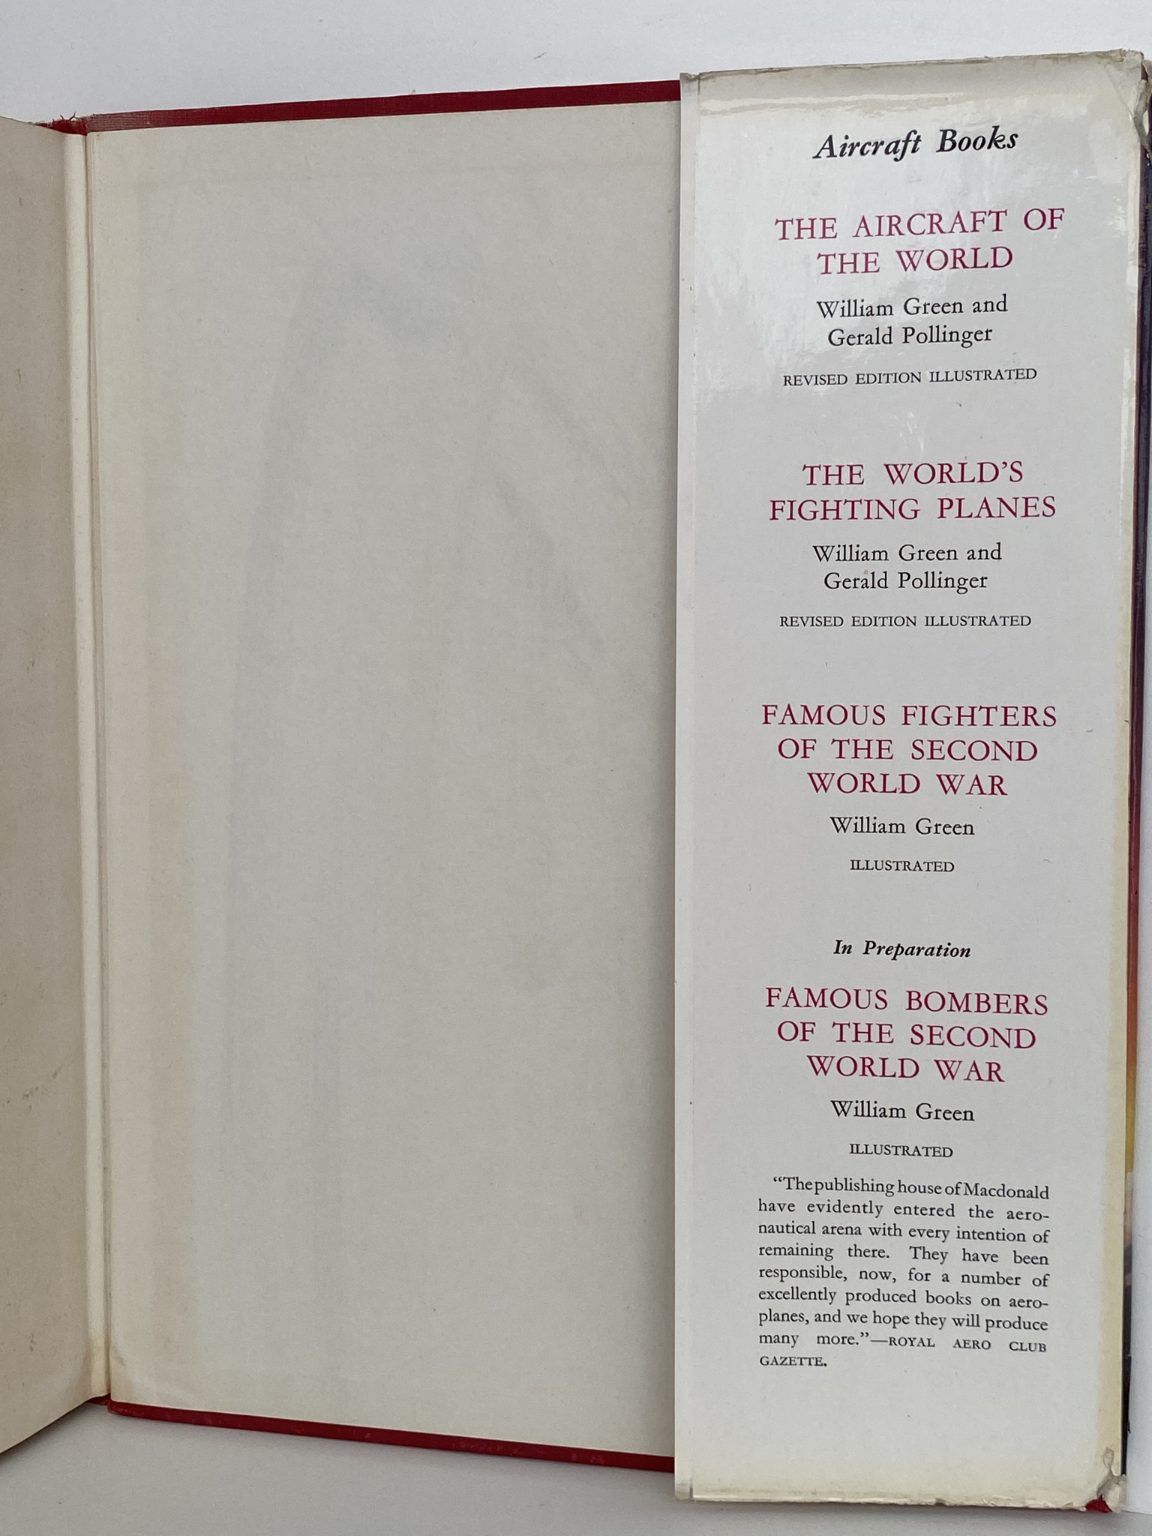 Aircraft Books
THE AIRCRAFT OF
THE WORLD
William Green and
Gerald Pollinger
REVISED EDITION ILLUSTRATED
THE WORLD'S
FIGHTING PLANES
William Green and
Gerald Pollinger
REVISED EDITION ILLUSTRATED
FAMOUS FIGHTERS
OF THE SECOND
WORLD WAR
William Green
ILLUSTRATED
In Preparation
FAMOUS BOMBERS
OF THE SECOND
WORLD WAR
William Green
ILLUSTRATED
“The publishing house of Macdonald
have evidently entered the aero-
nautical arena with every intention of
remaining there. They have been
responsible, now, for a number of
excellently produced books on aero-
planes, and we hope they will produce
many more.”—ROYAL AERO CLUB
GAZETTE.